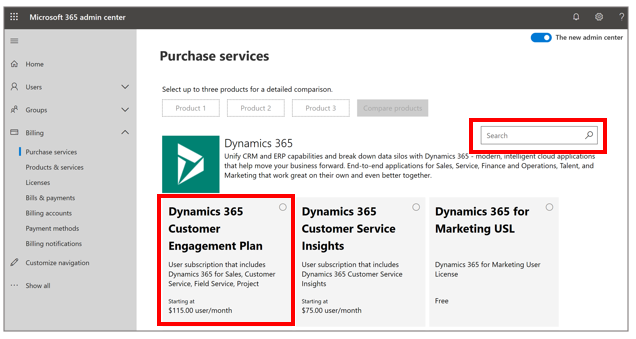 Microsoft 365 admin center
?
The new admin center
Home
Users
Groups
Billing
Purchase services
Products & services
Licenses
Bills & payments
Billing accounts
Payment methods
Billing notifications
Customize navigation
Show all
Purchase services
Select up to three products for a detailed comparison.
Product 1
Product 2
Product 3
Compare products
Search
Dynamics 365
Unify CRM and ERP capabilities and break down data silos with Dynamics 365 - modern, intelligent cloud applications
that help move your business forward. End-to-end applications for Sales, Service, Finance and Operations, Talent, and
Marketing that work great on their own and even better together.
Dynamics 365
Customer
Engagement Plan
User subscription that includes
Dynamics 365 for Sales, Customer
Service, Field Service, Project
Starting at
$115.00 user/month
Dynamics 365
Customer Service
Insights
User subscription that includes
Dynamics 365 Customer Service
Insights
Starting at
$75.00 user/month
Dynamics 365 for
Marketing USL
Dynamics 365 for Marketing User
License
Free